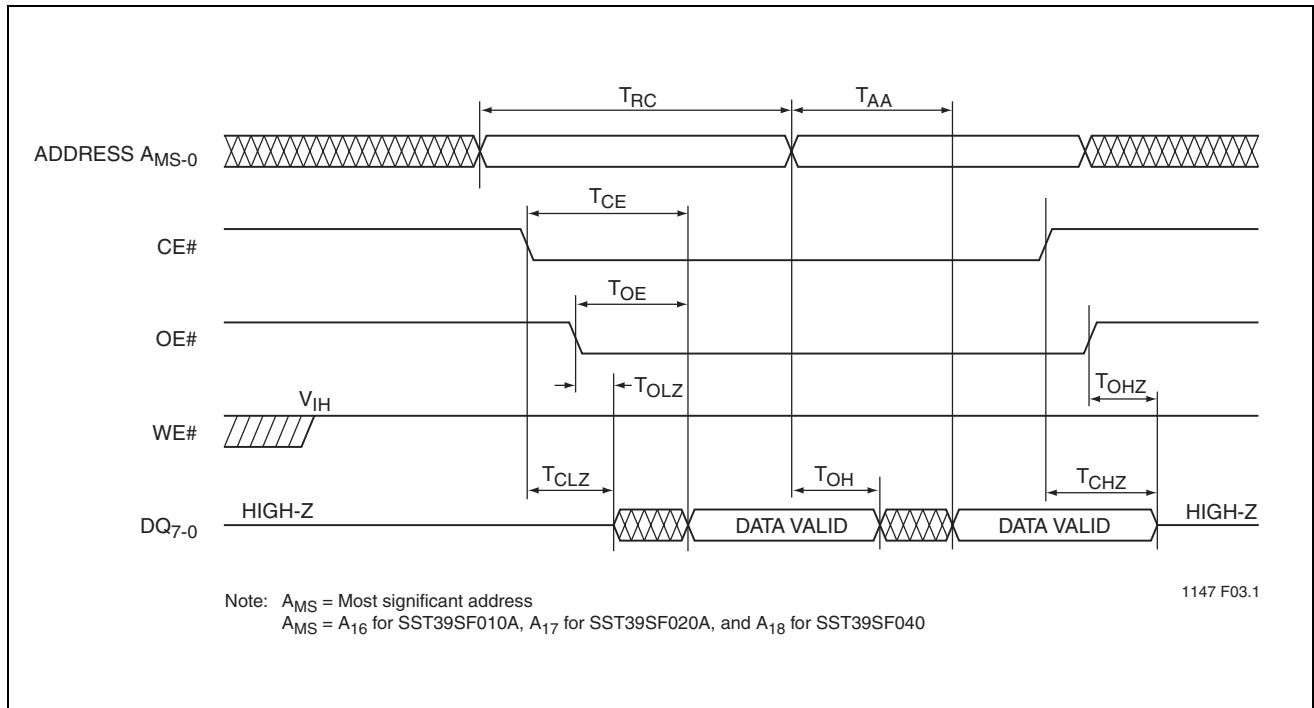 TRC TAA
ADDRESS AMS-0
TCE
CE#
TOE
OE#
TOLZ TOHZ
VIH
WE#
TCLZ TOH TCHZ
HIGH-Z HIGH-Z
DQ7-0 DATA VALID DATA VALID
1147 F03.1
Note: AMS = Most significant address
AMS = A16 for SST39SF010A, A17 for SST39SF020A, and A18 for SST39SF040